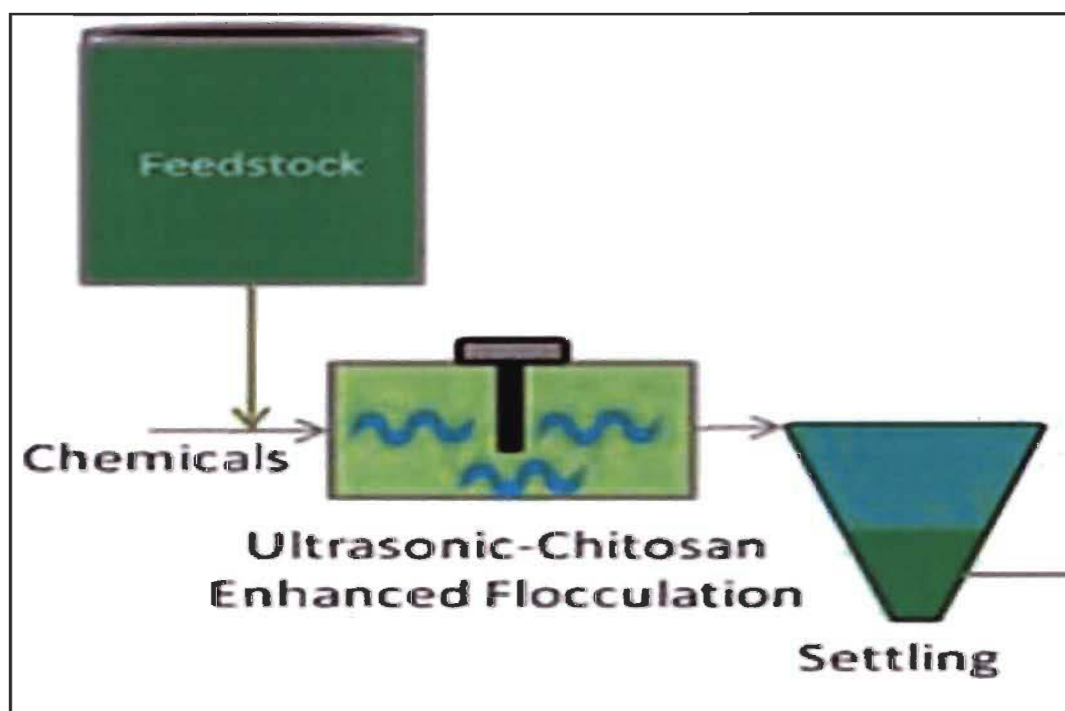 Feedstock
Chemicals
Ultrasonic-Chitosan
Enhanced Flocculation
Settling